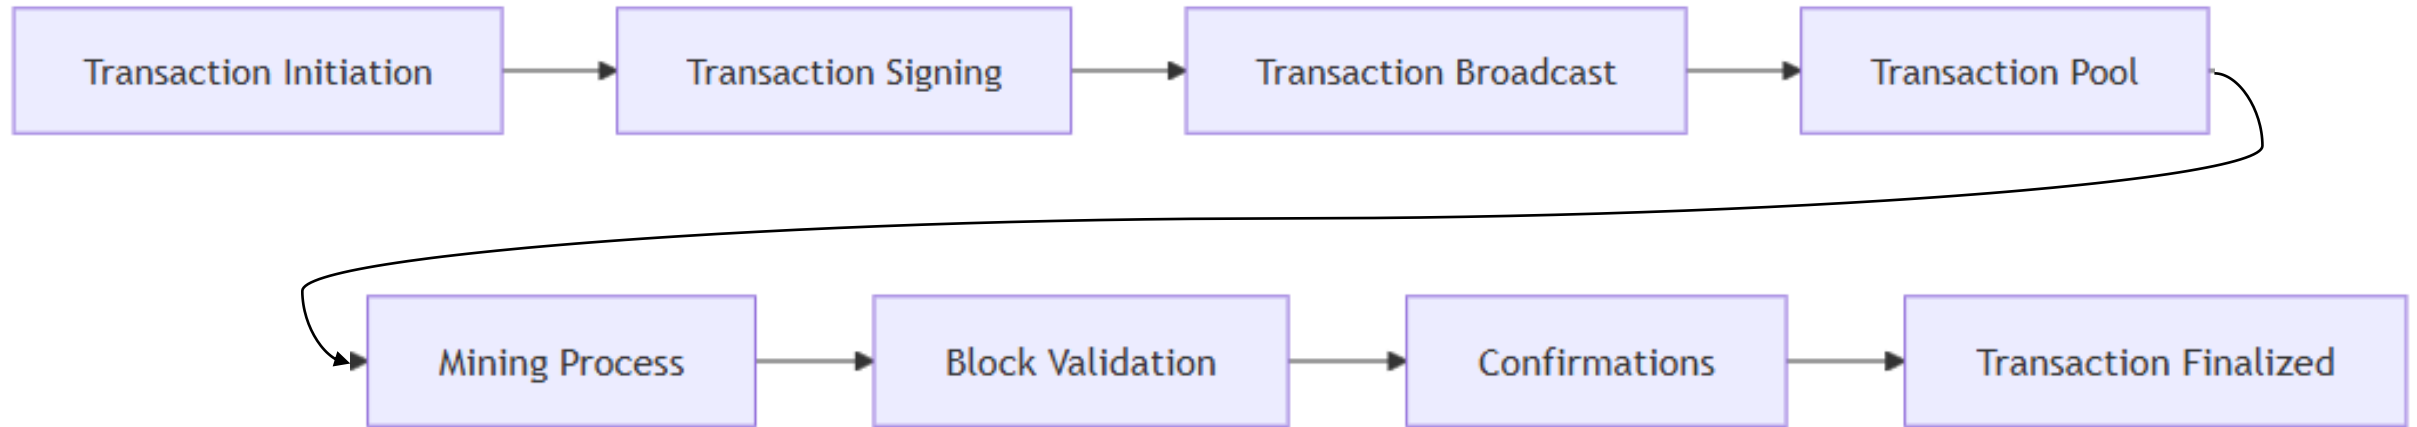 Transaction Initiation
Transaction Signing
Transaction Broadcast
Transaction Pool
Mining Process
Block Validation
Confirmations
Transaction Finalized